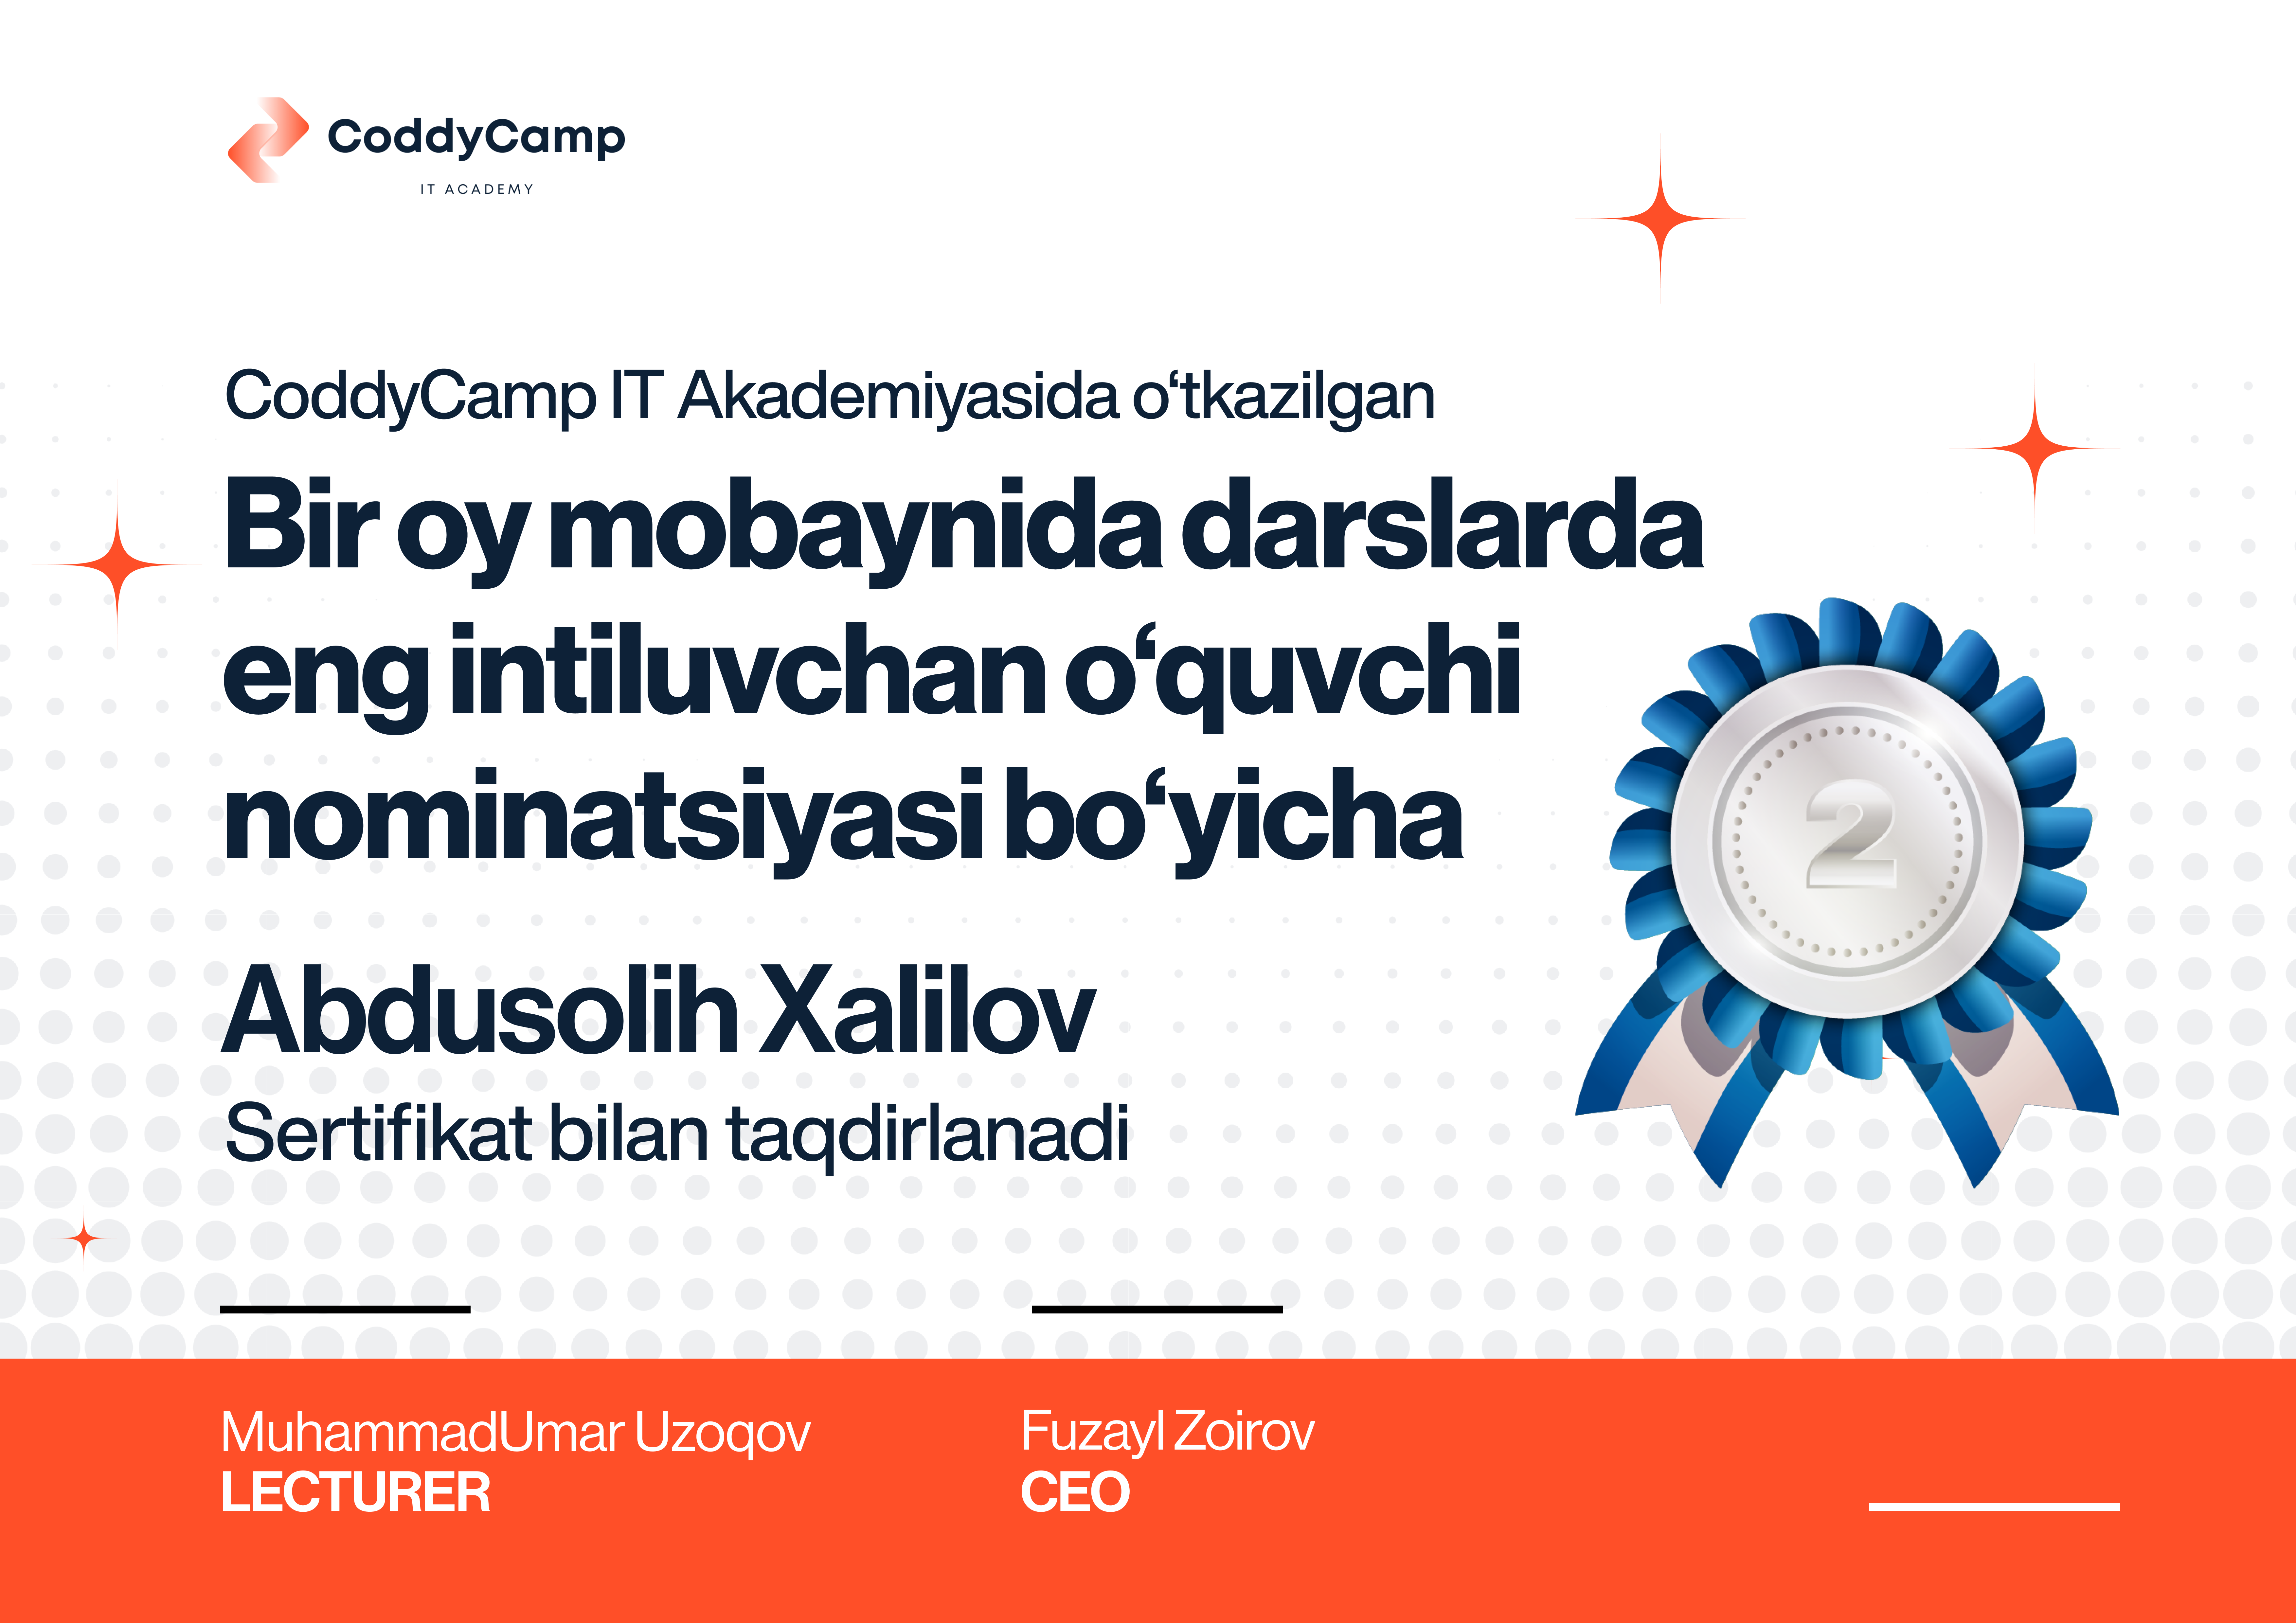 CoddyCamp
IT ACADEMY
CoddyCamp IT Akademiyasida o‘tkazilgan
Bir oy mobaynida darslarda
eng intiluvchan o‘quvchi
nominatsiyasi bo‘yicha
2
Abdusolih Xalilov
Sertifikat bilan taqdirlanadi
MuhammadUmar Uzoqov
LECTURER
Fuzayl Zoirov
CEO